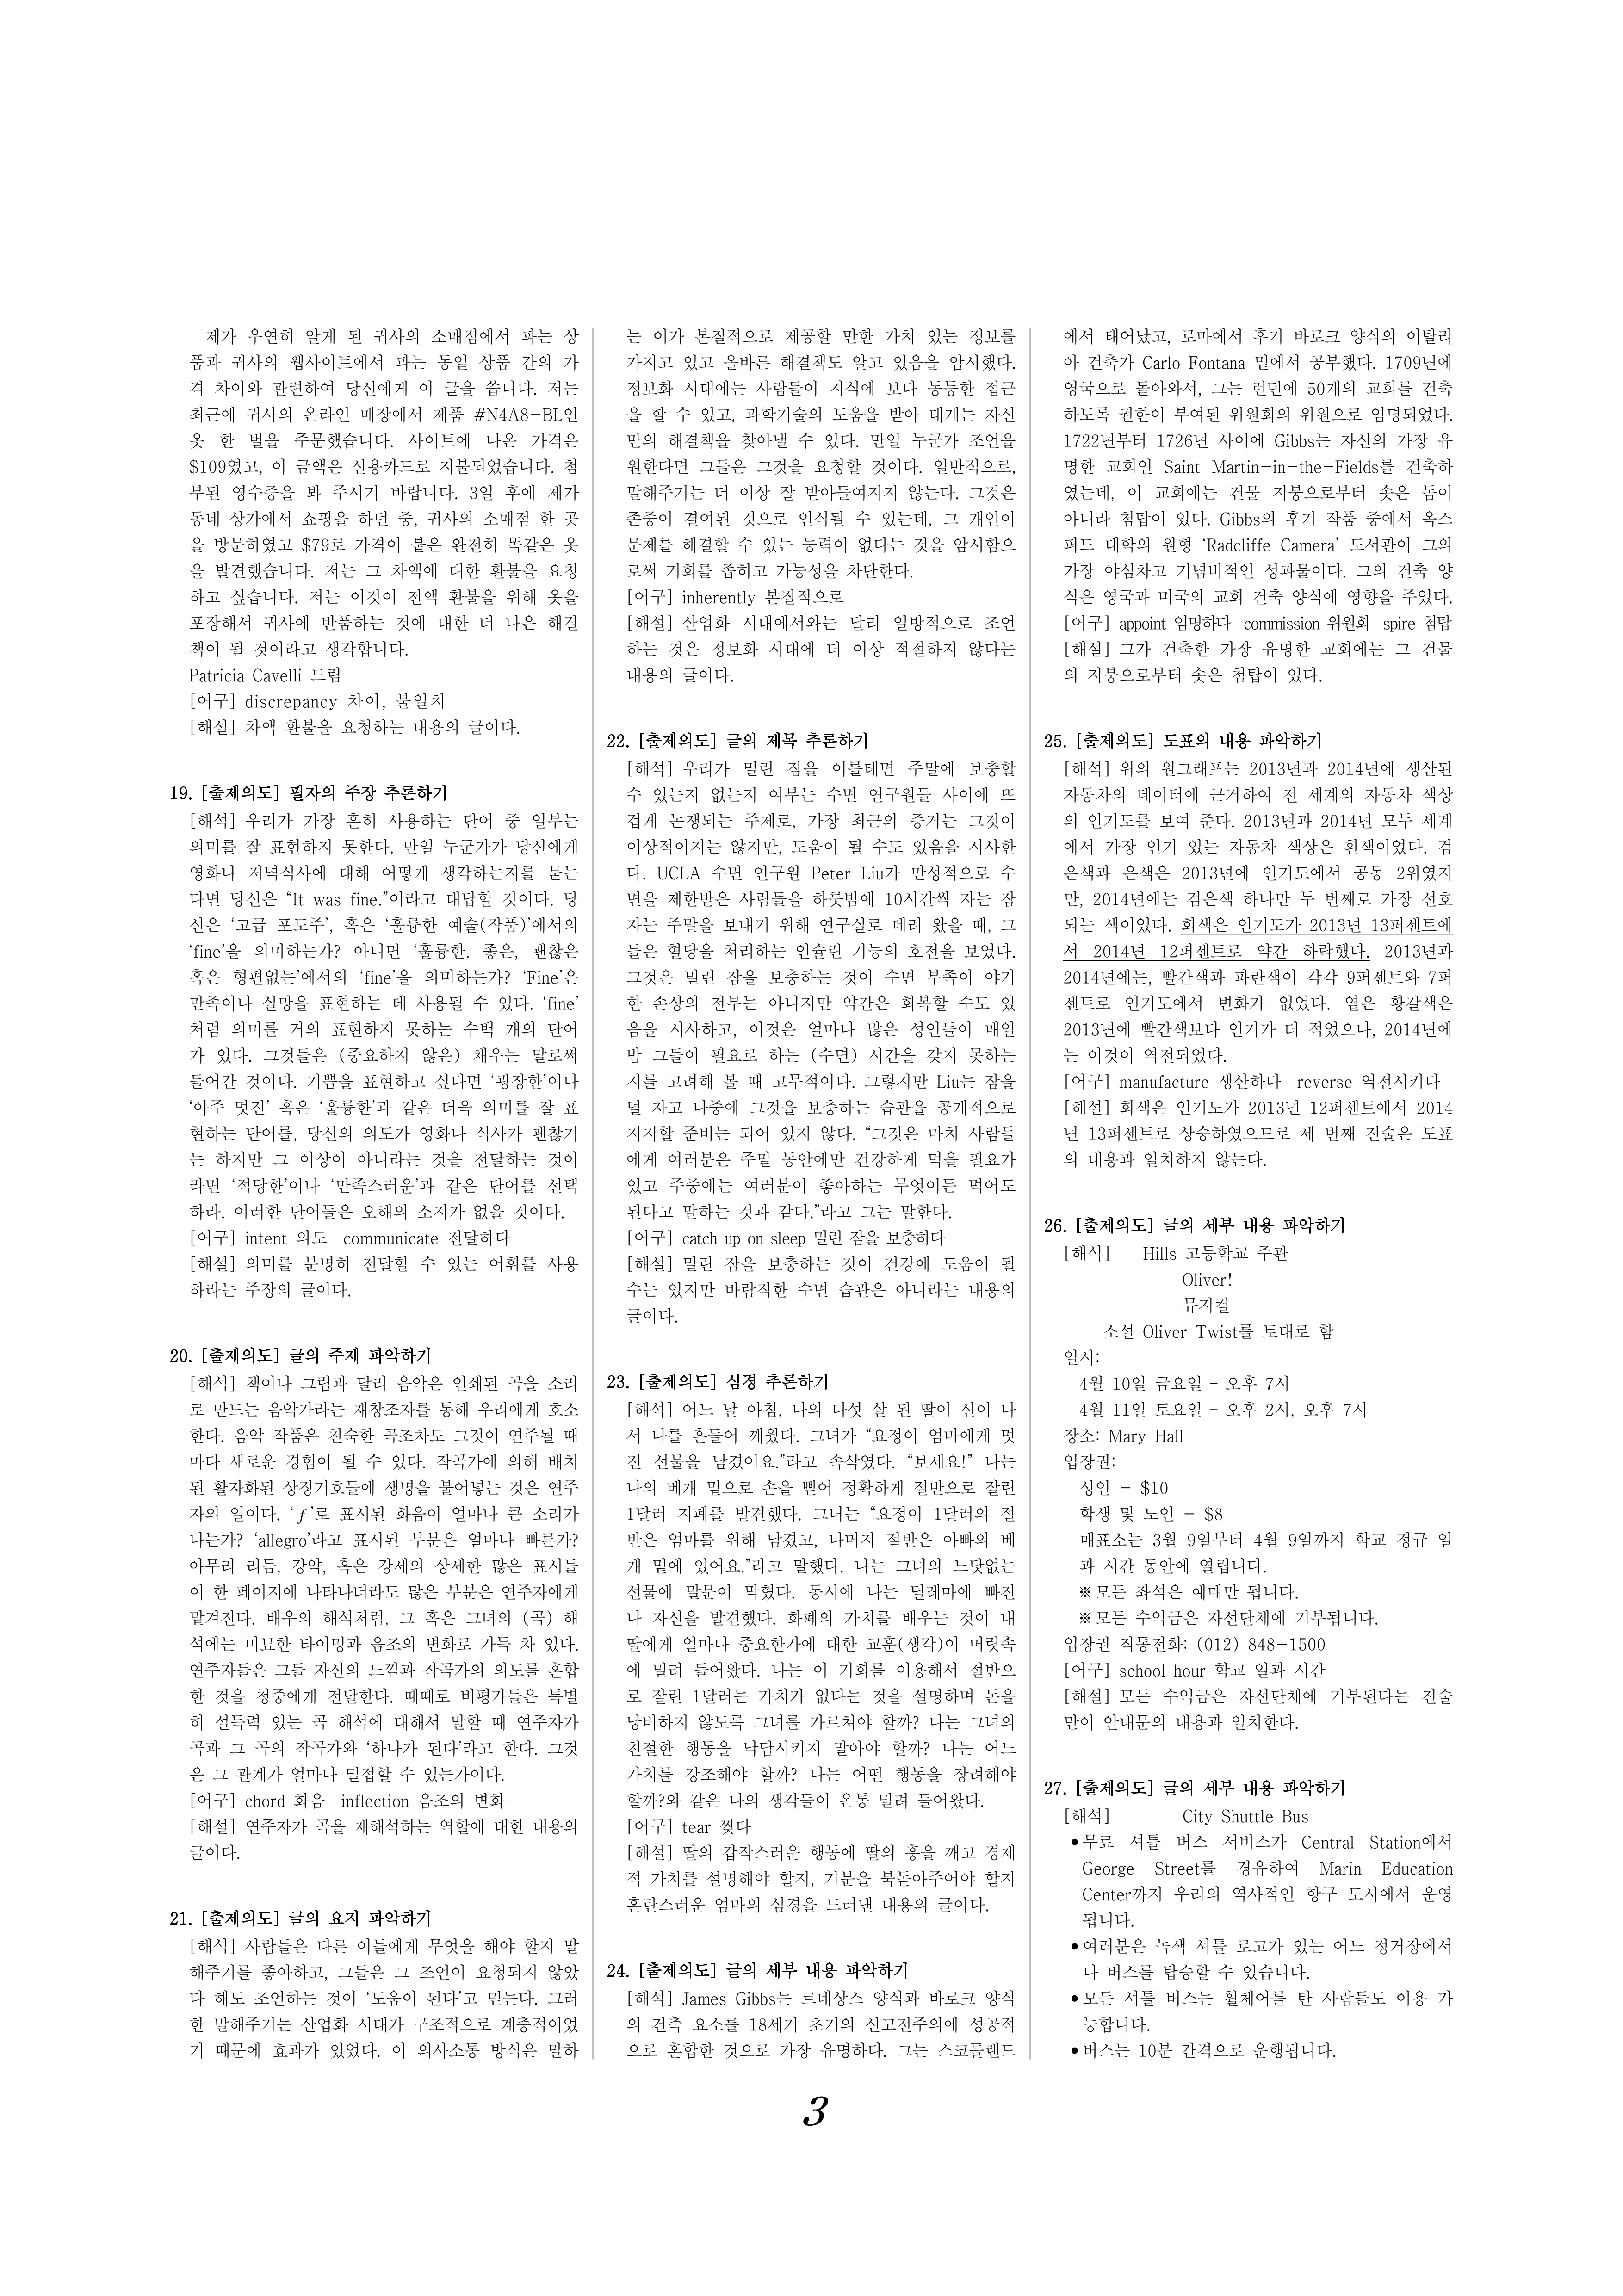 제가 우연히 알게 된 귀사의 소매점에서 파는 상
품과 귀사의 웹사이트에서 파는 동일 상품 간의 가
격 차이와 관련하여 당신에게 이 글을 씁니다. 저는
최근에 귀사의 온라인 매장에서 제품 #N4A8-BL인
옷 한 벌을 주문했습니다. 사이트에 나온 가격은
$109였고, 이 금액은 신용카드로 지불되었습니다. 첨
부된 영수증을 봐 주시기 바랍니다. 3일 후에 제가
동네 상가에서 쇼핑을 하던 중, 귀사의 소매점 한 곳
을 방문하였고 $79로 가격이 붙은 완전히 똑같은 옷
을 발견했습니다. 저는 그 차액에 대한 환불을 요청
하고 싶습니다. 저는 이것이 전액 환불을 위해 옷을
포장해서 귀사에 반품하는 것에 대한 더 나은 해결
책이 될 것이라고 생각합니다.
Patricia Cavelli 드림
[어구] discrepancy 차이, 불일치
[해설] 차액 환불을 요청하는 내용의 글이다.
19. [출제의도] 필자의 주장 추론하기
[해석] 우리가 가장 흔히 사용하는 단어 중 일부는
의미를 잘 표현하지 못한다. 만일 누군가가 당신에게
영화나 저녁식사에 대해 어떻게 생각하는지를 묻는
다면 당신은 “It was fine.”이라고 대답할 것이다. 당
신은 ‘고급 포도주’, 혹은 ‘훌륭한 예술(작품)’에서의
‘fine’을 의미하는가? 아니면 ‘훌륭한, 좋은, 괜찮은
혹은 형편없는’에서의 ‘fine’을 의미하는가? ‘Fine’은
만족이나 실망을 표현하는 데 사용될 수 있다. ‘fine’
처럼 의미를 거의 표현하지 못하는 수백 개의 단어
가 있다. 그것들은 (중요하지 않은) 채우는 말로써
들어간 것이다. 기쁨을 표현하고 싶다면 ‘굉장한’이나
‘아주 멋진’ 혹은 ‘훌륭한’과 같은 더욱 의미를 잘 표
현하는 단어를, 당신의 의도가 영화나 식사가 괜찮기
는 하지만 그 이상이 아니라는 것을 전달하는 것이
라면 ‘적당한’이나 ‘만족스러운’과 같은 단어를 선택
하라. 이러한 단어들은 오해의 소지가 없을 것이다.
[어구] intent 의도 communicate 전달하다
[해설] 의미를 분명히 전달할 수 있는 어휘를 사용
하라는 주장의 글이다.
20. [출제의도] 글의 주제 파악하기
[해석] 책이나 그림과 달리 음악은 인쇄된 곡을 소리
로 만드는 음악가라는 재창조자를 통해 우리에게 호소
한다. 음악 작품은 친숙한 곡조차도 그것이 연주될 때
마다 새로운 경험이 될 수 있다. 작곡가에 의해 배치
된 활자화된 상징기호들에 생명을 불어넣는 것은 연주
자의 일이다. ‘f’로 표시된 화음이 얼마나 큰 소리가
나는가? ‘allegro’라고 표시된 부분은 얼마나 빠른가?
아무리 리듬, 강약, 혹은 강세의 상세한 많은 표시들
이 한 페이지에 나타나더라도 많은 부분은 연주자에게
맡겨진다. 배우의 해석처럼, 그 혹은 그녀의 (곡) 해
석에는 미묘한 타이밍과 음조의 변화로 가득 차 있다.
연주자들은 그들 자신의 느낌과 작곡가의 의도를 혼합
한 것을 청중에게 전달한다. 때때로 비평가들은 특별
히 설득력 있는 곡 해석에 대해서 말할 때 연주자가
곡과 그 곡의 작곡가와 ‘하나가 된다’라고 한다. 그것
은 그 관계가 얼마나 밀접할 수 있는가이다.
[어구] chord 화음 inflection 음조의 변화
[해설] 연주자가 곡을 재해석하는 역할에 대한 내용의
글이다.
21. [출제의도] 글의 요지 파악하기
[해석] 사람들은 다른 이들에게 무엇을 해야 할지 말
해주기를 좋아하고, 그들은 그 조언이 요청되지 않았
다 해도 조언하는 것이 ‘도움이 된다’고 믿는다. 그러
한 말해주기는 산업화 시대가 구조적으로 계층적이었
기 때문에 효과가 있었다. 이 의사소통 방식은 말하
는 이가 본질적으로 제공할 만한 가치 있는 정보를
가지고 있고 올바른 해결책도 알고 있음을 암시했다.
정보화 시대에는 사람들이 지식에 보다 동등한 접근
을 할 수 있고, 과학기술의 도움을 받아 대개는 자신
만의 해결책을 찾아낼 수 있다. 만일 누군가 조언을
원한다면 그들은 그것을 요청할 것이다. 일반적으로,
말해주기는 더 이상 잘 받아들여지지 않는다. 그것은
존중이 결여된 것으로 인식될 수 있는데, 그 개인이
문제를 해결할 수 있는 능력이 없다는 것을 암시함으
로써 기회를 좁히고 가능성을 차단한다.
[어구] inherently 본질적으로
[해설] 산업화 시대에서와는 달리 일방적으로 조언
하는 것은 정보화 시대에 더 이상 적절하지 않다는
내용의 글이다.
22. [출제의도] 글의 제목 추론하기
[해석] 우리가 밀린 잠을 이를테면 주말에 보충할
수 있는지 없는지 여부는 수면 연구원들 사이에 뜨
겁게 논쟁되는 주제로, 가장 최근의 증거는 그것이
이상적이지는 않지만, 도움이 될 수도 있음을 시사한
다. UCLA 수면 연구원 Peter Liu가 만성적으로 수
면을 제한받은 사람들을 하룻밤에 10시간씩 자는 잠
자는 주말을 보내기 위해 연구실로 데려 왔을 때, 그
들은 혈당을 처리하는 인슐린 기능의 호전을 보였다.
그것은 밀린 잠을 보충하는 것이 수면 부족이 야기
한 손상의 전부는 아니지만 약간은 회복할 수도 있
음을 시사하고, 이것은 얼마나 많은 성인들이 매일
밤 그들이 필요로 하는 (수면) 시간을 갖지 못하는
지를 고려해 볼 때 고무적이다. 그렇지만 Liu는 잠을
덜 자고 나중에 그것을 보충하는 습관을 공개적으로
지지할 준비는 되어 있지 않다. “그것은 마치 사람들
에게 여러분은 주말 동안에만 건강하게 먹을 필요가
있고 주중에는 여러분이 좋아하는 무엇이든 먹어도
된다고 말하는 것과 같다.”라고 그는 말한다.
[어구] catch up on sleep 밀린 잠을 보충하다
[해설] 밀린 잠을 보충하는 것이 건강에 도움이 될
수는 있지만 바람직한 수면 습관은 아니라는 내용의
글이다.
23. [출제의도] 심경 추론하기
[해석] 어느 날 아침, 나의 다섯 살 된 딸이 신이 나
서 나를 흔들어 깨웠다. 그녀가 “요정이 엄마에게 멋
진 선물을 남겼어요.”라고 속삭였다. “보세요!” 나는
나의 베개 밑으로 손을 뻗어 정확하게 절반으로 잘린
1달러 지폐를 발견했다. 그녀는 “요정이 1달러의 절
반은 엄마를 위해 남겼고, 나머지 절반은 아빠의 베
개 밑에 있어요.”라고 말했다. 나는 그녀의 느닷없는
선물에 말문이 막혔다. 동시에 나는 딜레마에 빠진
나 자신을 발견했다. 화폐의 가치를 배우는 것이 내
딸에게 얼마나 중요한가에 대한 교훈(생각)이 머릿속
에 밀려 들어왔다. 나는 이 기회를 이용해서 절반으
로 잘린 1달러는 가치가 없다는 것을 설명하며 돈을
낭비하지 않도록 그녀를 가르쳐야 할까? 나는 그녀의
친절한 행동을 낙담시키지 말아야 할까? 나는 어느
가치를 강조해야 할까? 나는 어떤 행동을 장려해야
할까?와 같은 나의 생각들이 온통 밀려 들어왔다.
[어구] tear 찢다
[해설] 딸의 갑작스러운 행동에 딸의 흥을 깨고 경제
적 가치를 설명해야 할지, 기분을 북돋아주어야 할지
혼란스러운 엄마의 심경을 드러낸 내용의 글이다.
24. [출제의도] 글의 세부 내용 파악하기
[해석] James Gibbs는 르네상스 양식과 바로크 양식
의 건축 요소를 18세기 초기의 신고전주의에 성공적
으로 혼합한 것으로 가장 유명하다. 그는 스코틀랜드
에서 태어났고, 로마에서 후기 바로크 양식의 이탈리
아 건축가 Carlo Fontana 밑에서 공부했다. 1709년에
영국으로 돌아와서, 그는 런던에 50개의 교회를 건축
하도록 권한이 부여된 위원회의 위원으로 임명되었다.
1722년부터 1726년 사이에 Gibbs는 자신의 가장 유
명한 교회인 Saint Martin-in-the-Fields를 건축하
였는데, 이 교회에는 건물 지붕으로부터 솟은 돔이
아니라 첨탑이 있다. Gibbs의 후기 작품 중에서 옥스
퍼드 대학의 원형 ‘Radcliffe Camera’ 도서관이 그의
가장 야심차고 기념비적인 성과물이다. 그의 건축 양
식은 영국과 미국의 교회 건축 양식에 영향을 주었다.
[어구] appoint 임명하다 commission 위원회 spire 첨탑
[해설] 그가 건축한 가장 유명한 교회에는 그 건물
의 지붕으로부터 솟은 첨탑이 있다.
25. [출제의도] 도표의 내용 파악하기
[해석] 위의 원그래프는 2013년과 2014년에 생산된
자동차의 데이터에 근거하여 전 세계의 자동차 색상
의 인기도를 보여 준다. 2013년과 2014년 모두 세계
에서 가장 인기 있는 자동차 색상은 흰색이었다. 검
은색과 은색은 2013년에 인기도에서 공동 2위였지
만, 2014년에는 검은색 하나만 두 번째로 가장 선호
되는 색이었다. 회색은 인기도가 2013년 13퍼센트에
서 2014년 12퍼센트로 약간 하락했다. 2013년과
2014년에는, 빨간색과 파란색이 각각 9퍼센트와 7퍼
센트로 인기도에서 변화가 없었다. 옅은 황갈색은
2013년에 빨간색보다 인기가 더 적었으나, 2014년에
는 이것이 역전되었다.
[어구] manufacture 생산하다 reverse 역전시키다
[해설] 회색은 인기도가 2013년 12퍼센트에서 2014
년 13퍼센트로 상승하였으므로 세 번째 진술은 도표
의 내용과 일치하지 않는다.
26. [출제의도] 글의 세부 내용 파악하기
[해석] Hills 고등학교 주관
Oliver!
뮤지컬
소설 Oliver Twist를 토대로 함
일시:
4월 10일 금요일 - 오후 7시
4월 11일 토요일 - 오후 2시, 오후 7시
장소: Mary Hall
입장권:
성인 - $10
학생 및 노인 - $8
매표소는 3월 9일부터 4월 9일까지 학교 정규 일
과 시간 동안에 열립니다.
※모든 좌석은 예매만 됩니다.
※모든 수익금은 자선단체에 기부됩니다.
입장권 직통전화: (012) 848-1500
[어구] school hour 학교 일과 시간
[해설] 모든 수익금은 자선단체에 기부된다는 진술
만이 안내문의 내용과 일치한다.
27. [출제의도] 글의 세부 내용 파악하기
[해석] City Shuttle Bus
•무료 셔틀 버스 서비스가 Central Station에서
George Street를 경유하여 Marin Education
Center까지 우리의 역사적인 항구 도시에서 운영
됩니다.
•여러분은 녹색 셔틀 로고가 있는 어느 정거장에서
나 버스를 탑승할 수 있습니다.
•모든 셔틀 버스는 휠체어를 탄 사람들도 이용 가
능합니다.
•버스는 10분 간격으로 운행됩니다.
3